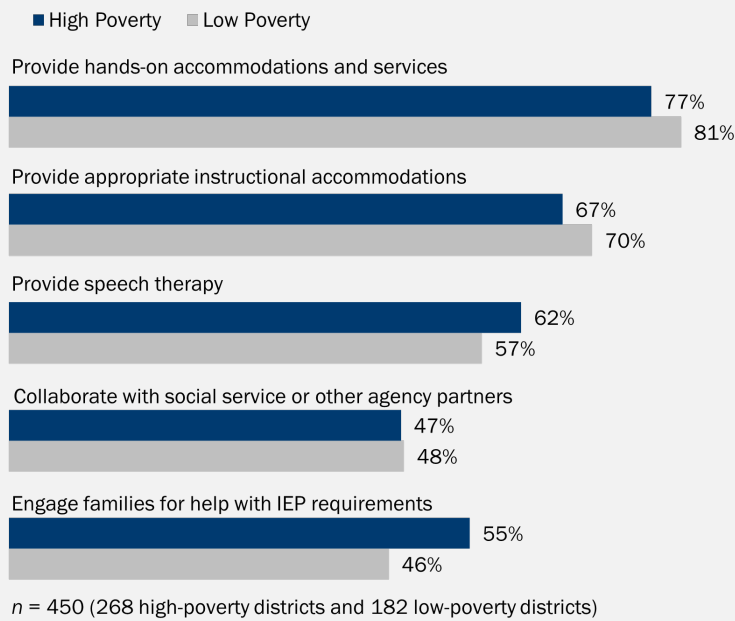 High Poverty Low Poverty
Provide hands-on accommodations and services
77%
81%
Provide appropriate instructional accommodations
67%
70%
Provide speech therapy
62%
57%
Collaborate with social service or other agency partners
47%
48%
Engage families for help with IEP requirements
55%
46%
n = 450 (268 high-poverty districts and 182 low-poverty districts)